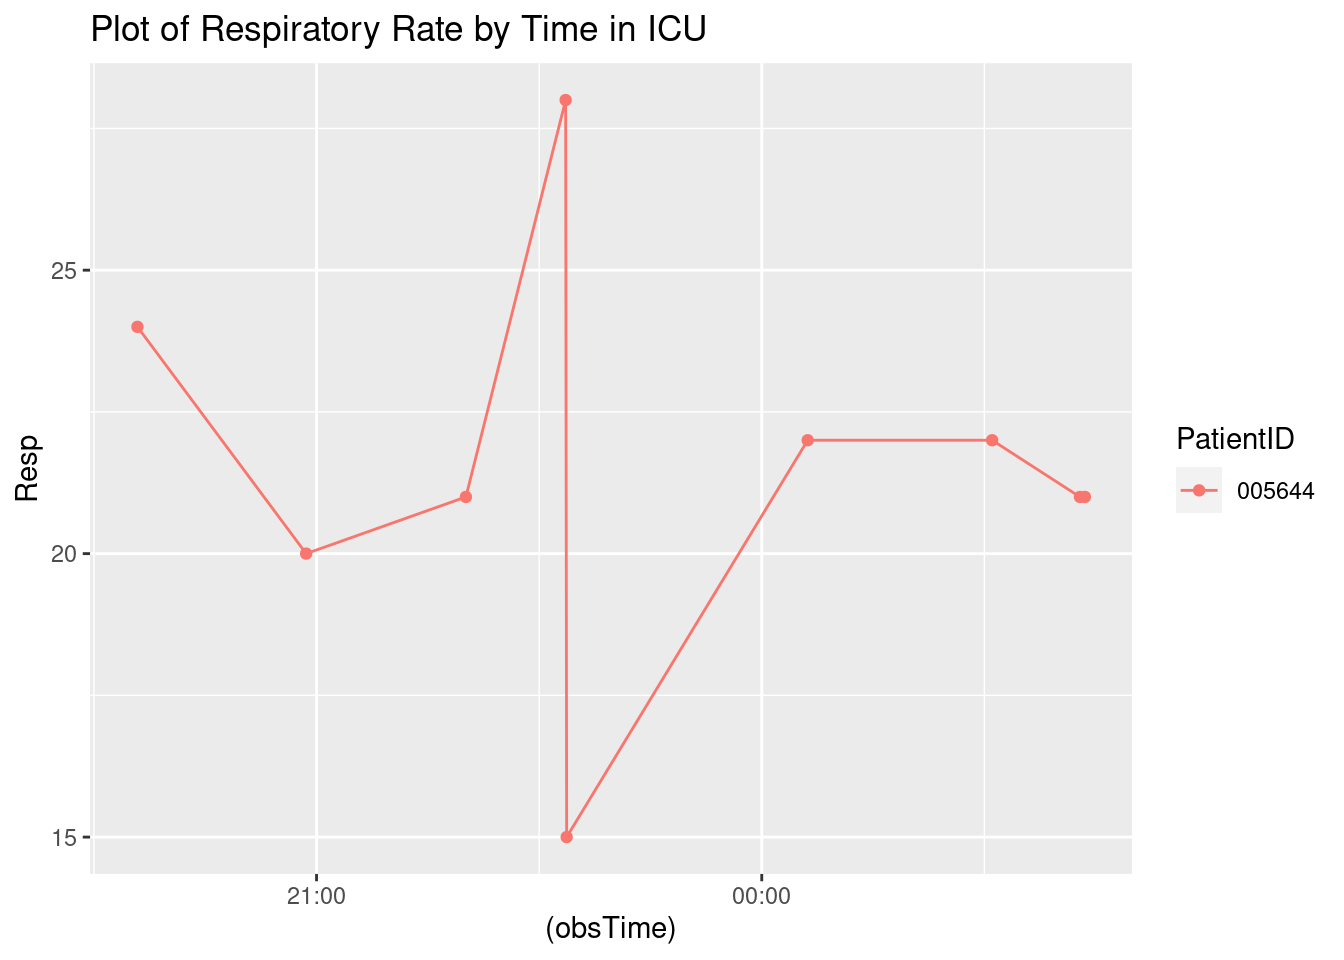 Plot of Respiratory Rate by Time in ICU
Resp
25
20
15
21:00
00:00
(obsTime)
PatientID
005644